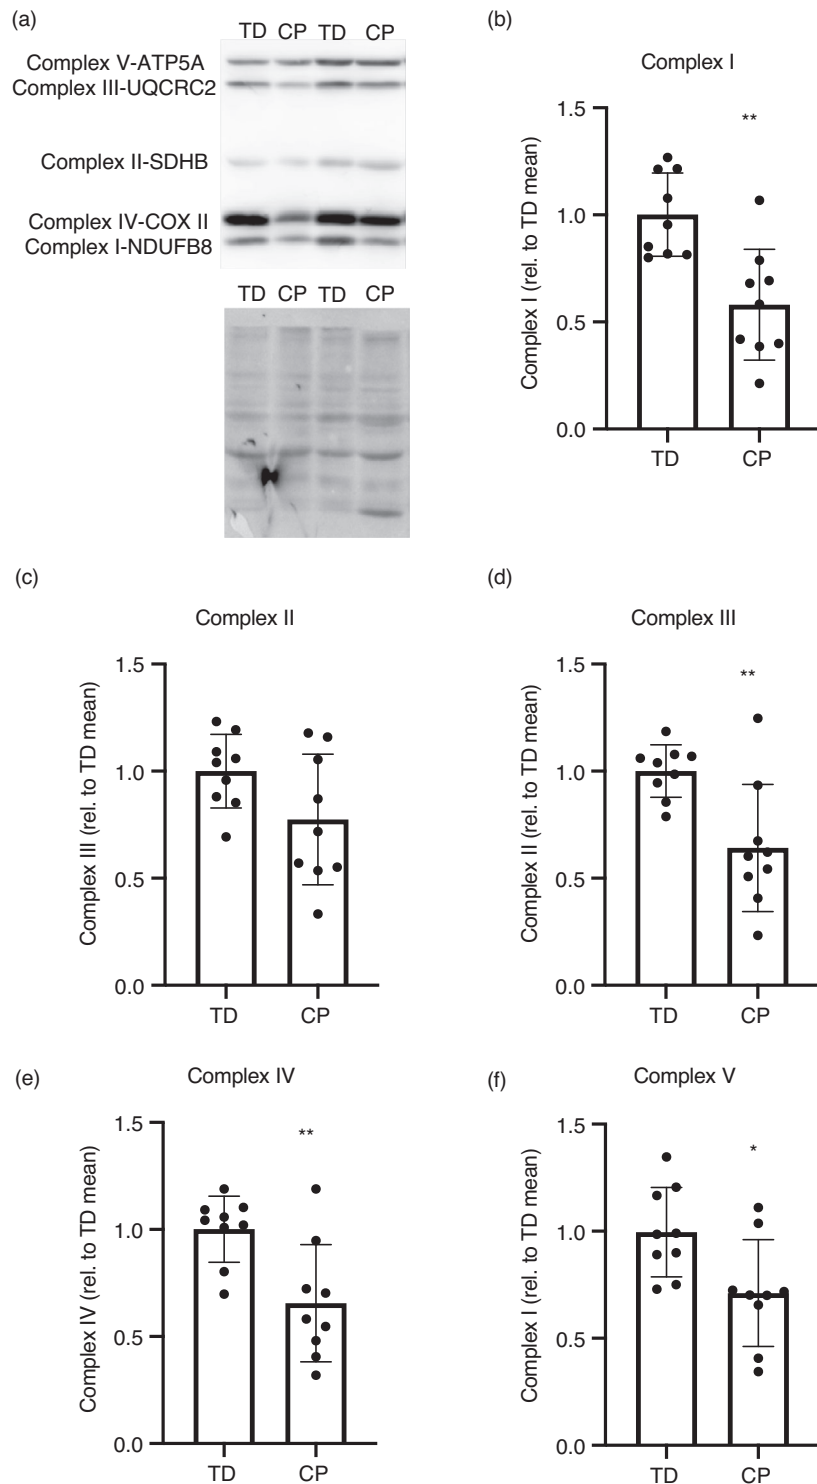 (a)
TD CP TD CP
Complex V-ATP5A
Complex III-UQCRC2
Complex II-SDHB
Complex IV-COX II
Complex I-NDUFB8
TD CP TD CP
(b)
Complex I
Complex I (rel. to TD mean)
1.5
1.0
0.5
0.0
**
TD CP
(c)
Complex II
Complex III (rel. to TD mean)
1.5
1.0
0.5
0.0
TD CP
(d)
Complex III
Complex II (rel. to TD mean)
1.5
1.0
0.5
0.0
**
TD CP
(e)
Complex IV
Complex IV (rel. to TD mean)
1.5
1.0
0.5
0.0
**
TD CP
(f)
Complex V
Complex I (rel. to TD mean)
1.5
1.0
0.5
0.0
*
TD CP